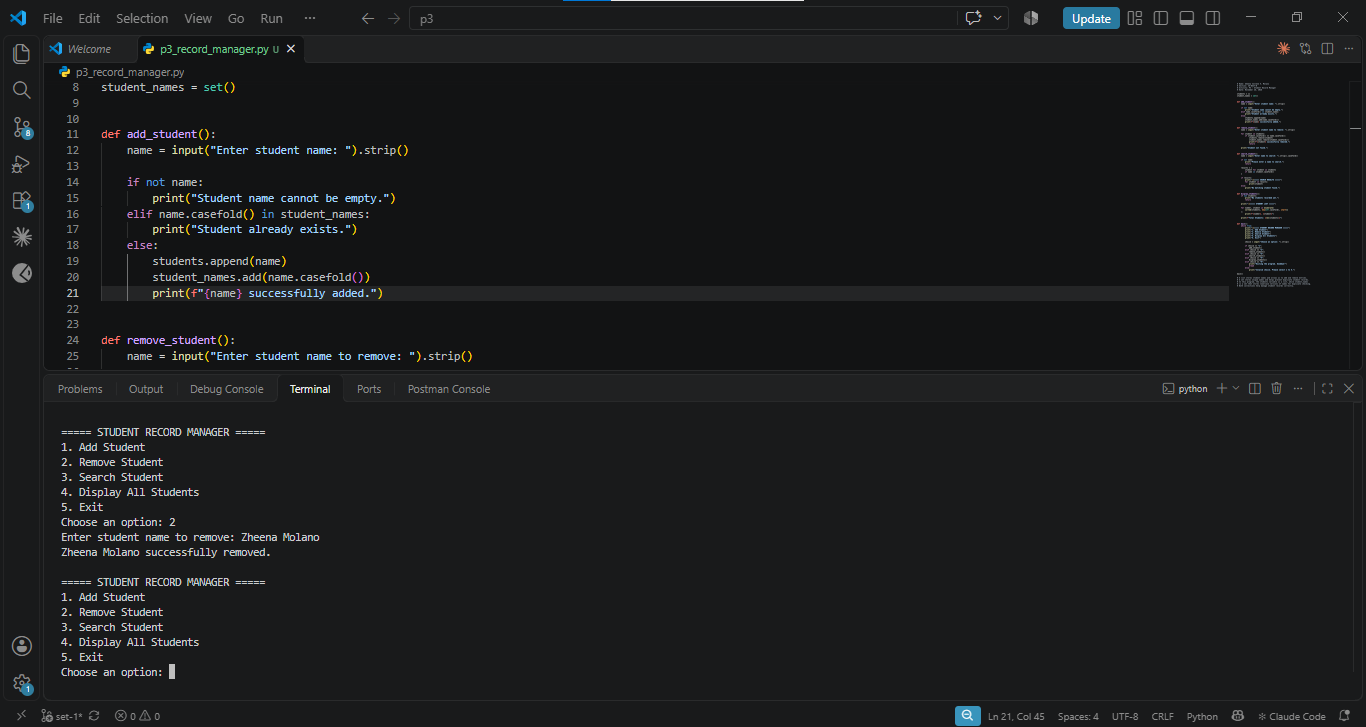 File Edit Selection View Go Run ··· p3 Update
Welcome p3_record_manager.py U
p3_record_manager.py
8 student_names = set()
9
10
11 def add_student():
12 name = input("Enter student name: ").strip()
13
14 if not name:
15 print("Student name cannot be empty.")
16 elif name.casefold() in student_names:
17 print("Student already exists.")
18 else:
19 students.append(name)
20 student_names.add(name.casefold())
21 print(f"{name} successfully added.")
22
23
24 def remove_student():
25 name = input("Enter student name to remove: ").strip()
8
1
Problems Output Debug Console Terminal Ports Postman Console python
===== STUDENT RECORD MANAGER =====
1. Add Student
2. Remove Student
3. Search Student
4. Display All Students
5. Exit
Choose an option: 2
Enter student name to remove: Zheena Molano
Zheena Molano successfully removed.
===== STUDENT RECORD MANAGER =====
1. Add Student
2. Remove Student
3. Search Student
4. Display All Students
5. Exit
Choose an option:
1
set-1* 0 0 Ln 21, Col 45 Spaces: 4 UTF-8 CRLF Python Claude Code